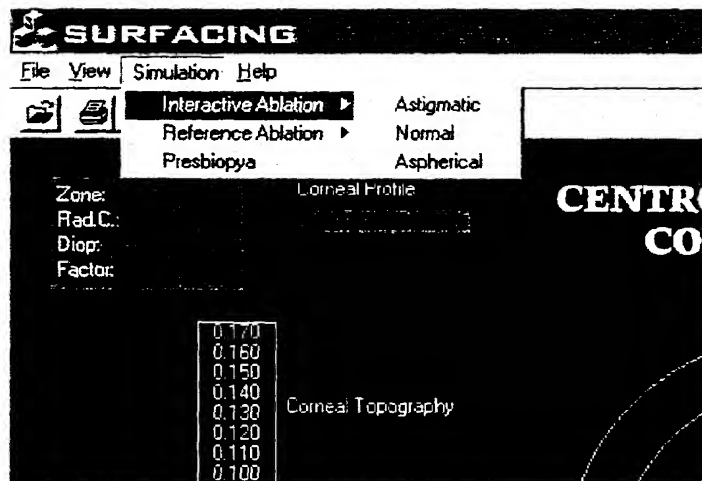 SURFACING
File View Simulation Help
Interactive Ablation Astigmatic
Reference Ablation Normal
Presbiopya Aspherical
Zone: Corneal Profile
Rad.C.:
Diop:
Factor:
CENTRO
CO
0.170
0.160
0.150
0.140
0.130
0.120
0.110
0.100
Corneal Topography